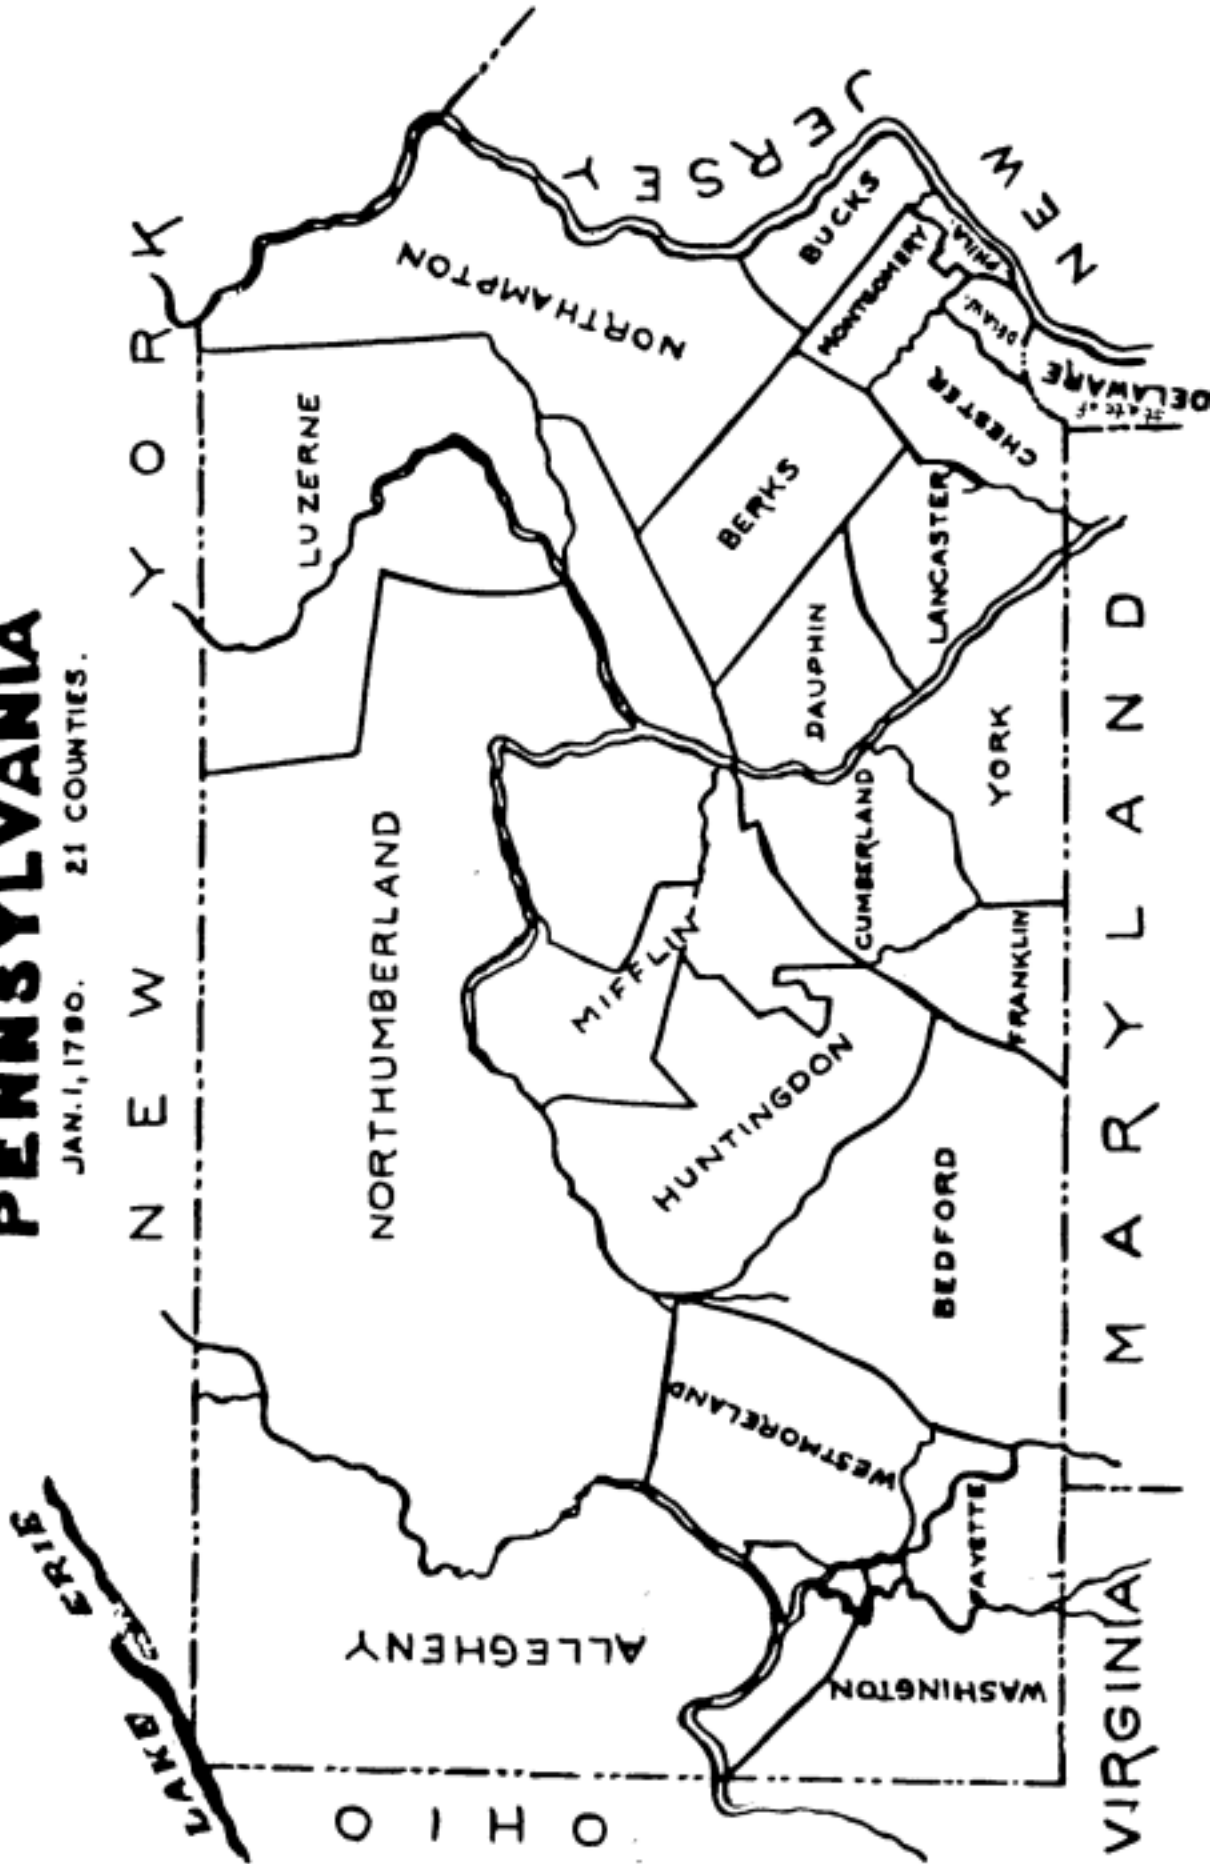 PENNSYLVANIA
JAN. 1, 1790. 21 COUNTIES.
LAKE ERIE
NEW YORK
NEW JERSEY
OHIO
ALLEGHENY
NORTHUMBERLAND
LUZERNE
NORTHAMPTON
WESTMORELAND
HUNTINGDON
MIFFLIN
DAUPHIN
BERKS
BUCKS
MONTGOMERY
PHILA.
DELAW.
CHESTER
LANCASTER
CUMBERLAND
YORK
FRANKLIN
BEDFORD
FAYETTE
WASHINGTON
State of
DELAWARE
VIRGINIA
MARYLAND